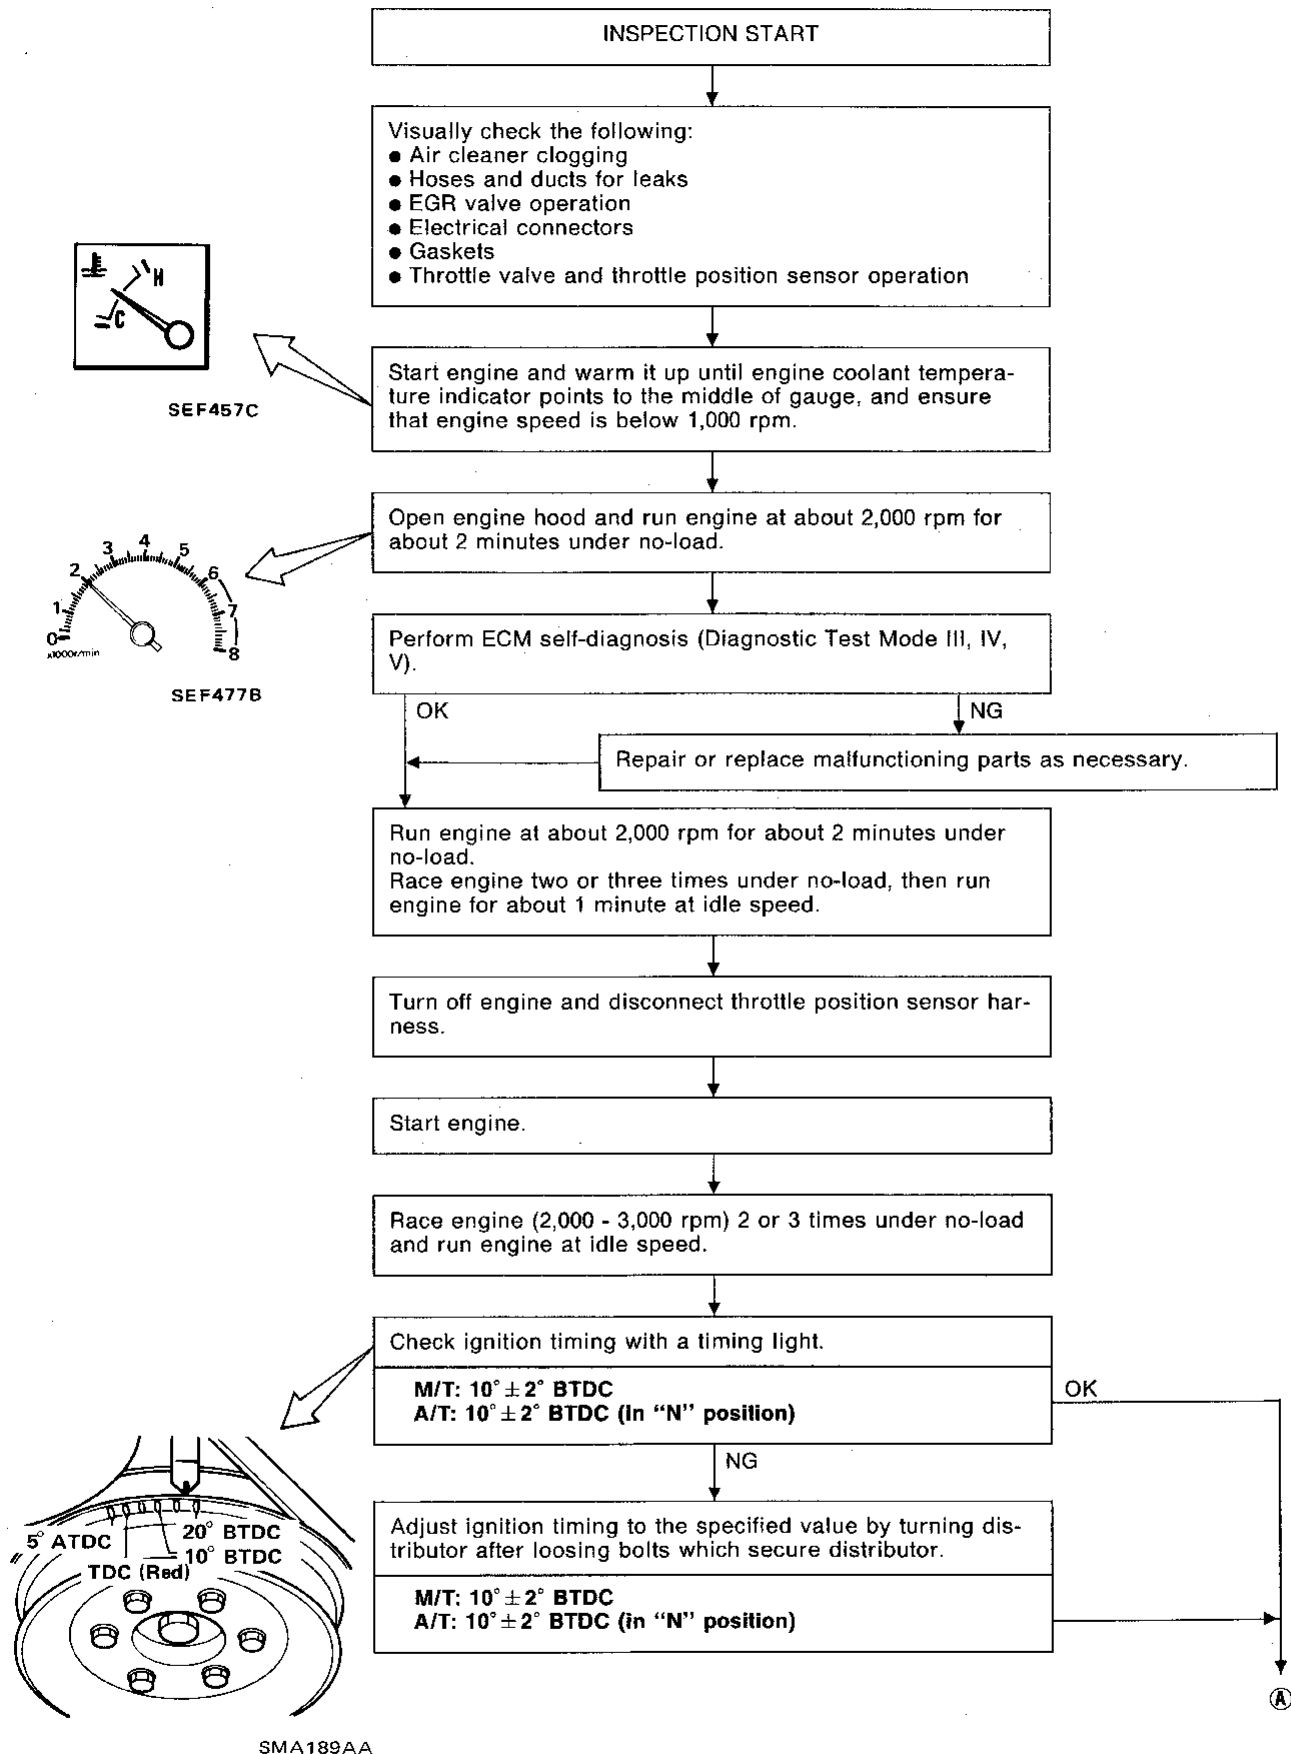 INSPECTION START
Visually check the following:
● Air cleaner clogging
● Hoses and ducts for leaks
● EGR valve operation
● Electrical connectors
● Gaskets
● Throttle valve and throttle position sensor operation
H
C
SEF457C
Start engine and warm it up until engine coolant tempera-
ture indicator points to the middle of gauge, and ensure
that engine speed is below 1,000 rpm.
Open engine hood and run engine at about 2,000 rpm for
about 2 minutes under no-load.
0 1 2 3 4 5 6 7 8
x1000r/min
SEF477B
Perform ECM self-diagnosis (Diagnostic Test Mode III, IV,
V).
OK
NG
Repair or replace malfunctioning parts as necessary.
Run engine at about 2,000 rpm for about 2 minutes under
no-load.
Race engine two or three times under no-load, then run
engine for about 1 minute at idle speed.
Turn off engine and disconnect throttle position sensor har-
ness.
Start engine.
Race engine (2,000 - 3,000 rpm) 2 or 3 times under no-load
and run engine at idle speed.
Check ignition timing with a timing light.
M/T: 10° ± 2° BTDC
A/T: 10° ± 2° BTDC (in “N” position)
OK
NG
Adjust ignition timing to the specified value by turning dis-
tributor after loosing bolts which secure distributor.
M/T: 10° ± 2° BTDC
A/T: 10° ± 2° BTDC (in “N” position)
A
5° ATDC
20° BTDC
10° BTDC
TDC (Red)
SMA189AA